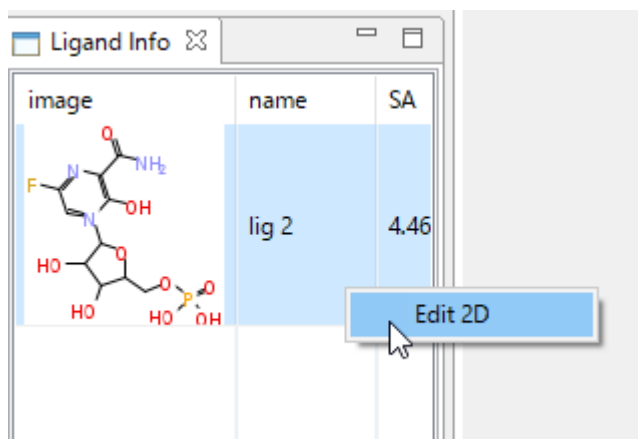 Ligand Info
image name SA
O
NH2
N
F
OH
N
lig 2 4.46
O
HO
O
O
P
HO
HO
OH
Edit 2D